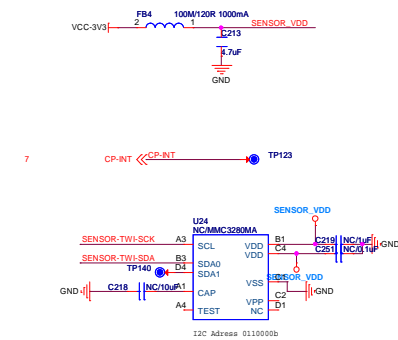 FB4 100M/120R 1000mA
VCC-3V3 2 1 SENSOR_VDD
C213
4.7uF
GND
7 CP-INT CP-INT TP123
SENSOR_VDD
U24
NC/MMC3280MA
SENSOR-TWI-SCK A3 SCL VDD B1 C219 NC/1uF GND
VDD C4 C251 NC/0.1uF
SENSOR-TWI-SDA B3 SDA0
TP140 D4 SDA1 SENSOR_VDD
VSS GND
GND C218 NC/10uF A1 CAP
VPP C2
A4 TEST NC D1
I2C Adress 0110000b